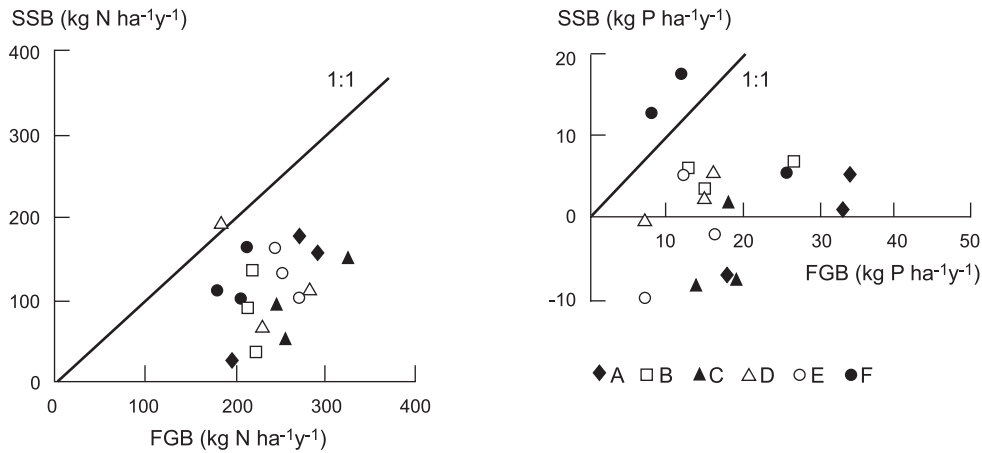 SSB (kg N ha⁻¹y⁻¹)
400
300
200
100
0
1:1
0 100 200 300 400
FGB (kg N ha⁻¹y⁻¹)
SSB (kg P ha⁻¹y⁻¹)
20
10
0
-10
1:1
10 20 30 40 50
FGB (kg P ha⁻¹y⁻¹)
A B C D E F